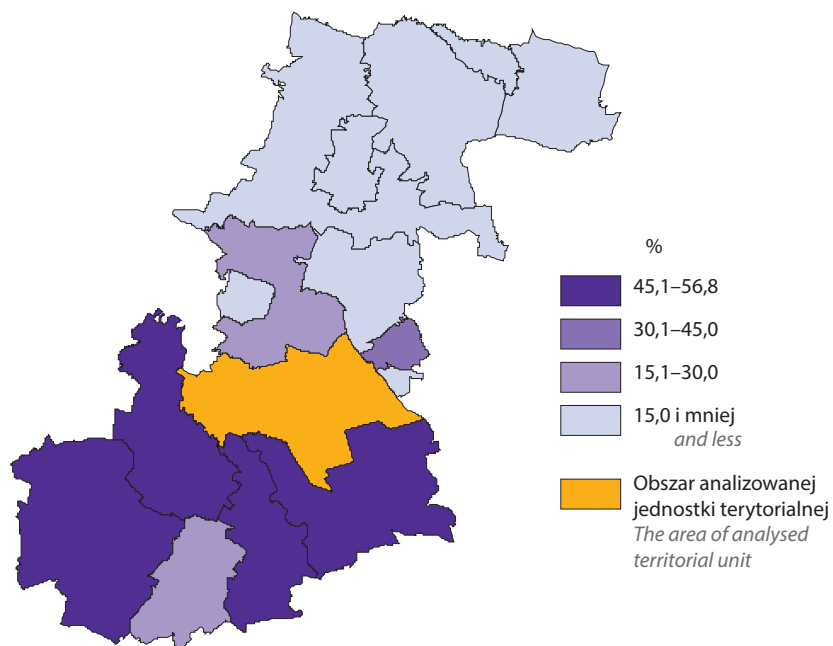 %
45,1–56,8
30,1–45,0
15,1–30,0
15,0 i mniej
and less
Obszar analizowanej
jednostki terytorialnej
The area of analysed
territorial unit